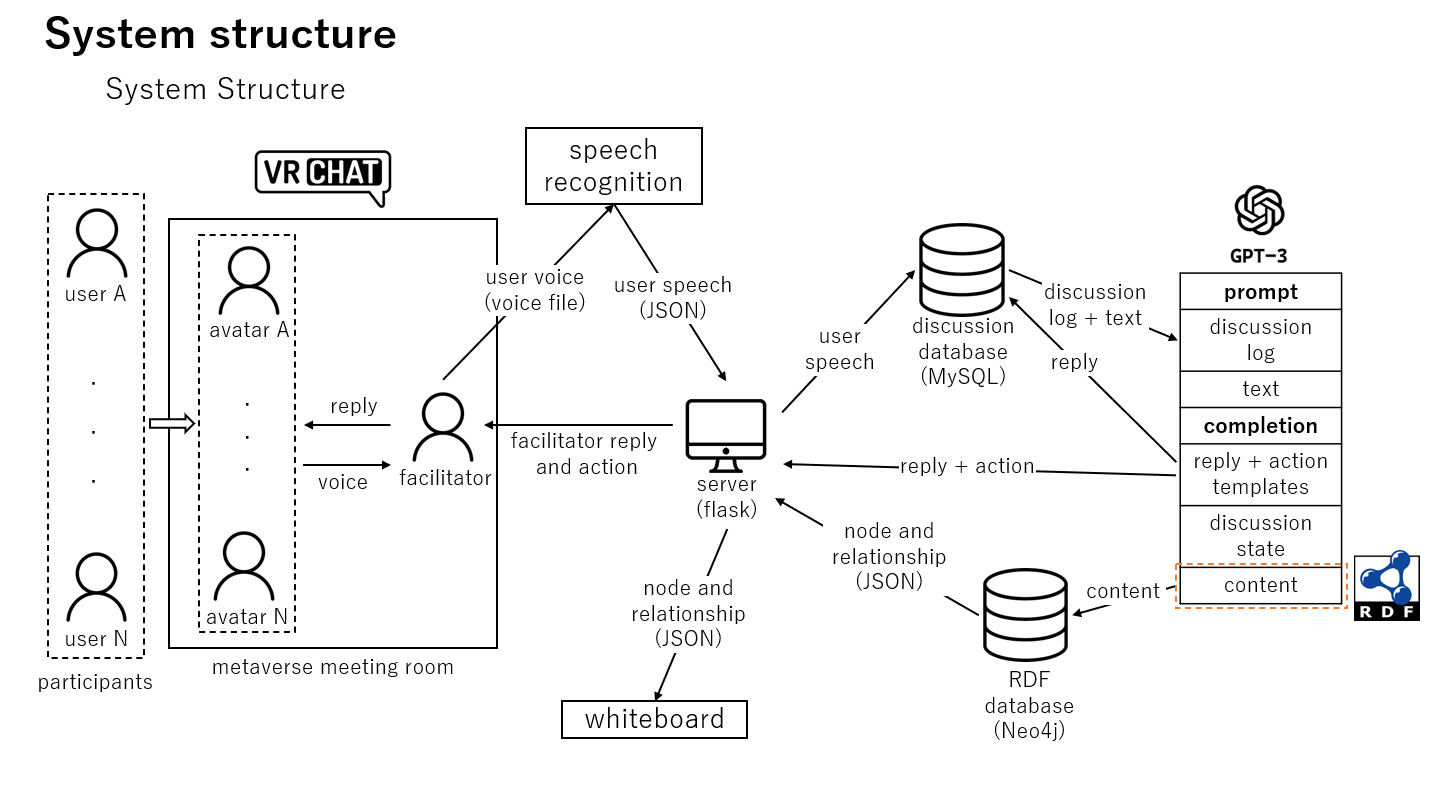 System structure
System Structure
VR CHAT
user A
user N
participants
avatar A
avatar N
reply
voice
facilitator
metaverse meeting room
speech
recognition
user voice
(voice file)
user speech
(JSON)
facilitator reply
and action
server
(flask)
node and
relationship
(JSON)
whiteboard
user
speech
discussion
database
(MySQL)
discussion
log + text
reply
reply + action
node and
relationship
(JSON)
RDF
database
(Neo4j)
content
GPT-3
prompt
discussion
log
text
completion
reply + action
templates
discussion
state
content
RDF